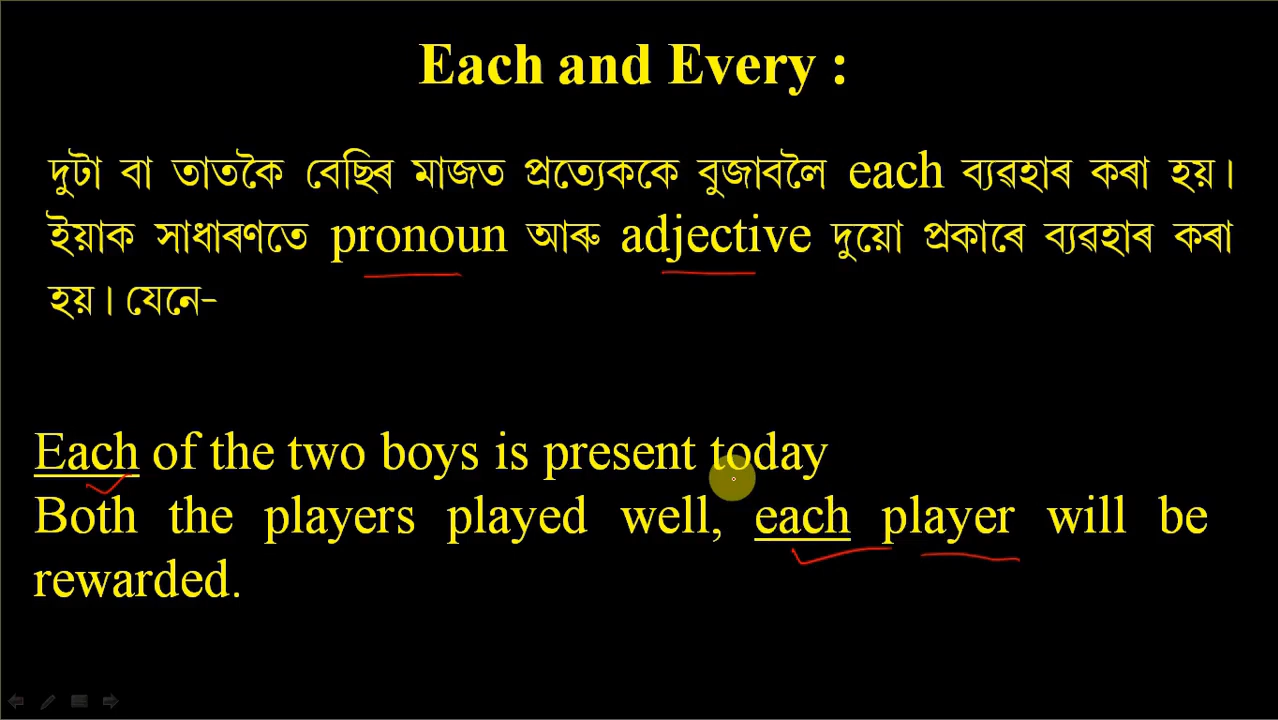 Each and Every :
দুটা বা তাতকৈ বেছিৰ মাজত প্ৰত্যেককে বুজাবলৈ each ব্যৱহাৰ কৰা হয়।
ইয়াক সাধাৰণতে pronoun আৰু adjective দুয়ো প্ৰকাৰে ব্যৱহাৰ কৰা
হয়। যেনে-
Each of the two boys is present today
Both the players played well, each player will be
rewarded.